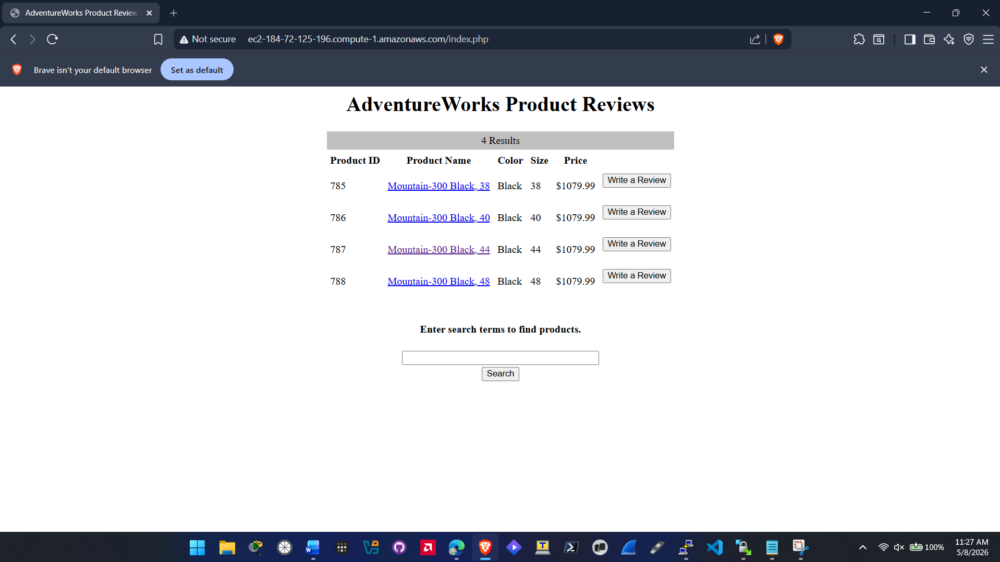 AdventureWorks Product Review
Not secure ec2-184-72-125-196.compute-1.amazonaws.com/index.php
Brave isn't your default browser Set as default
AdventureWorks Product Reviews
4 Results
Product ID Product Name Color Size Price
785 Mountain-300 Black, 38 Black 38 $1079.99 Write a Review
786 Mountain-300 Black, 40 Black 40 $1079.99 Write a Review
787 Mountain-300 Black, 44 Black 44 $1079.99 Write a Review
788 Mountain-300 Black, 48 Black 48 $1079.99 Write a Review
Enter search terms to find products.
Search
100% 11:27 AM
5/8/2026